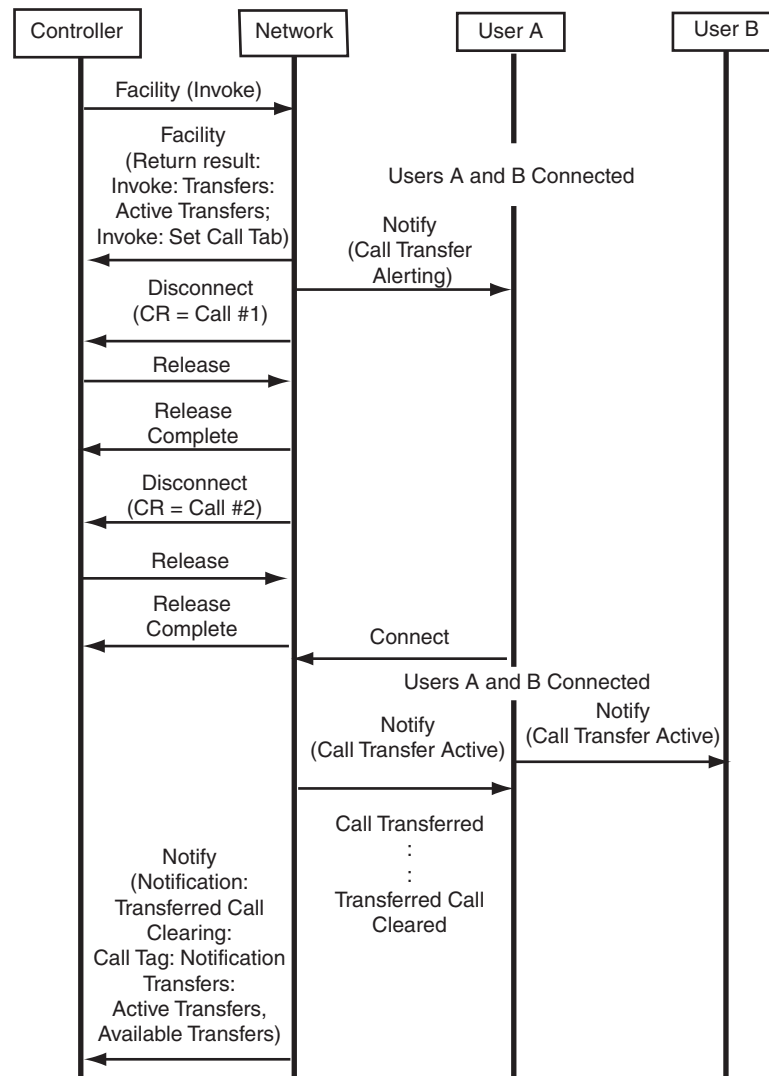 Controller
Network
User A
User B
Facility (Invoke)
Facility
(Return result:
Invoke: Transfers:
Active Transfers;
Invoke: Set Call Tab)
Users A and B Connected
Notify
(Call Transfer
Alerting)
Disconnect
(CR = Call #1)
Release
Release
Complete
Disconnect
(CR = Call #2)
Release
Release
Complete
Connect
Users A and B Connected
Notify
(Call Transfer Active)
Notify
(Call Transfer Active)
Call Transferred
:
:
Transferred Call
Cleared
Notify
(Notification:
Transferred Call
Clearing:
Call Tag: Notification
Transfers:
Active Transfers,
Available Transfers)